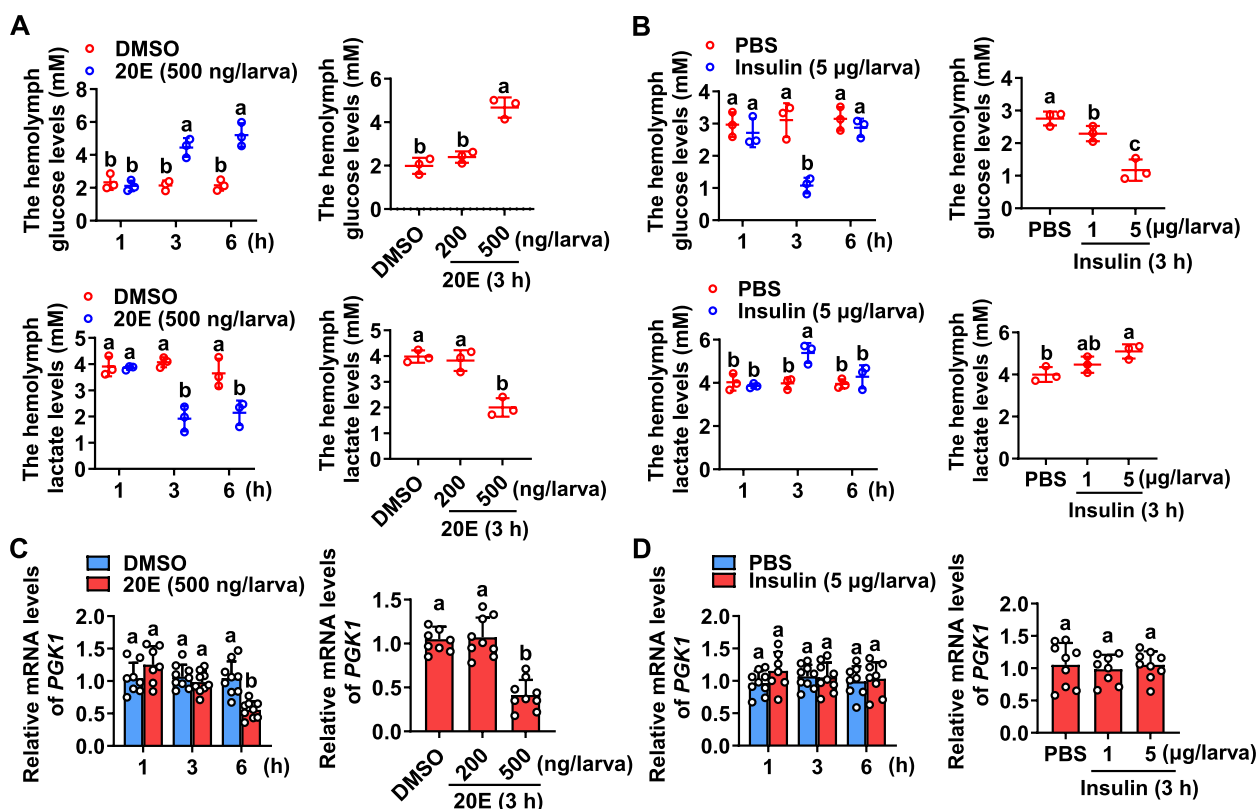 A
DMSO
20E (500 ng/larva)
The hemolymph
glucose levels (mM)
8
6
4
2
0
b b b a b a
1 3 6 (h)
The hemolymph
glucose levels (mM)
6
4
2
0
b b a
DMSO 200 500 (ng/larva)
20E (3 h)
DMSO
20E (500 ng/larva)
The hemolymph
lactate levels (mM)
5
4
3
2
1
0
a a a b a b
1 3 6 (h)
The hemolymph
lactate levels (mM)
5
4
3
2
1
0
a a b
DMSO 200 500 (ng/larva)
20E (3 h)
B
PBS
Insulin (5 µg/larva)
The hemolymph
glucose levels (mM)
4
3
2
1
0
a a a b a a
1 3 6 (h)
The hemolymph
glucose levels (mM)
4
3
2
1
0
a b c
PBS 1 5 (µg/larva)
Insulin (3 h)
PBS
Insulin (5 µg/larva)
The hemolymph
lactate levels (mM)
6
4
2
0
b b b a b b
1 3 6 (h)
The hemolymph
lactate levels (mM)
6
4
2
0
b ab a
PBS 1 5 (µg/larva)
Insulin (3 h)
C
DMSO
20E (500 ng/larva)
Relative mRNA levels
of PGK1
2.0
1.5
1.0
0.5
0.0
a a a a a b
1 3 6 (h)
Relative mRNA levels
of PGK1
1.5
1.0
0.5
0.0
a a b
DMSO 200 500 (ng/larva)
20E (3 h)
D
PBS
Insulin (5 µg/larva)
Relative mRNA levels
of PGK1
2.0
1.5
1.0
0.5
0.0
a a a a a a
1 3 6 (h)
Relative mRNA levels
of PGK1
2.0
1.5
1.0
0.5
0.0
a a a
PBS 1 5 (µg/larva)
Insulin (3 h)